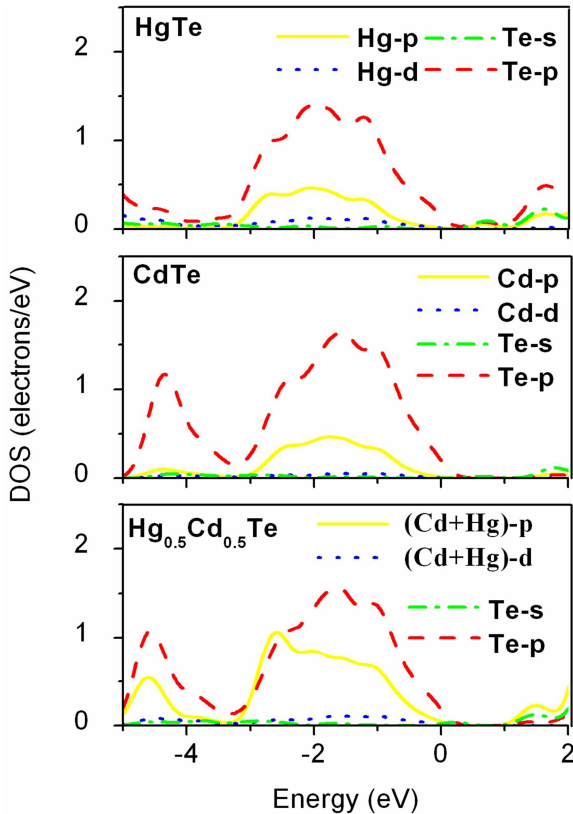 HgTe
Hg-p
Te-s
Hg-d
Te-p
2
1
0
CdTe
Cd-p
Cd-d
Te-s
Te-p
2
1
0
DOS (electrons/eV)
Hg0.5Cd0.5Te
(Cd+Hg)-p
(Cd+Hg)-d
Te-s
Te-p
2
1
0
-4 -2 0 2
Energy (eV)